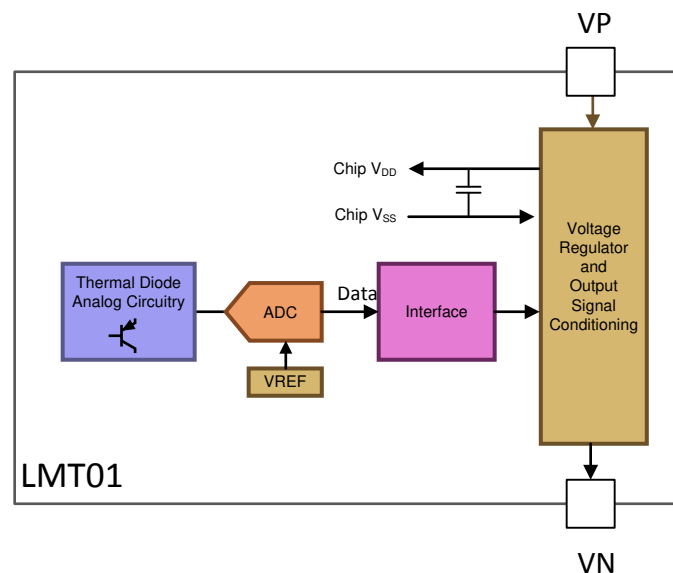 VP
Chip VDD
Chip VSS
Voltage
Regulator
and
Output
Signal
Conditioning
Thermal Diode
Analog Circuitry
ADC
Data
Interface
VREF
LMT01
VN